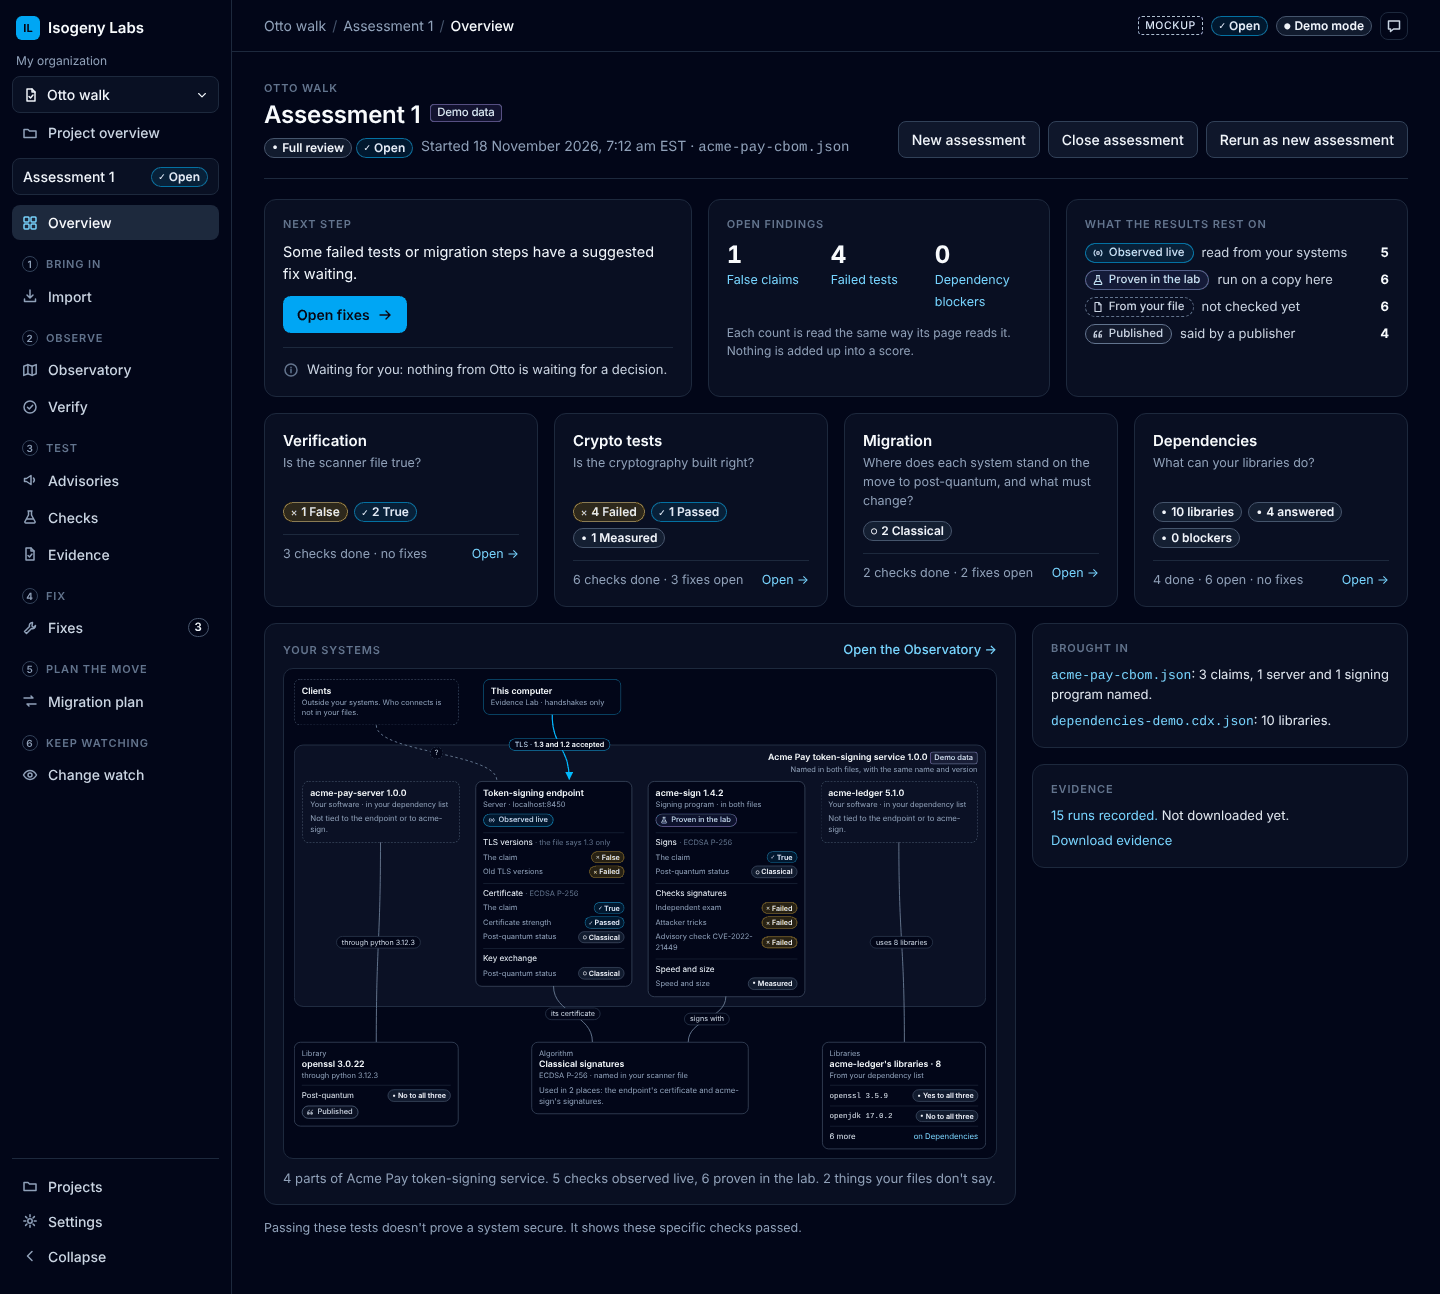 IL Isogeny Labs
My organization
Otto walk
Project overview
Assessment 1 ✓ Open
Overview
1 BRING IN
Import
2 OBSERVE
Observatory
Verify
3 TEST
Advisories
Checks
Evidence
4 FIX
Fixes 3
5 PLAN THE MOVE
Migration plan
6 KEEP WATCHING
Change watch
Projects
Settings
Collapse
Otto walk / Assessment 1 / Overview
MOCKUP ✓ Open • Demo mode
OTTO WALK
Assessment 1 Demo data
• Full review ✓ Open Started 18 November 2026, 7:12 am EST · acme-pay-cbom.json
New assessment Close assessment Rerun as new assessment
NEXT STEP
Some failed tests or migration steps have a suggested
fix waiting.
Open fixes →
Waiting for you: nothing from Otto is waiting for a decision.
OPEN FINDINGS
1 4 0
False claims Failed tests Dependency
blockers
Each count is read the same way its page reads it.
Nothing is added up into a score.
WHAT THE RESULTS REST ON
Observed live read from your systems 5
Proven in the lab run on a copy here 6
From your file not checked yet 6
Published said by a publisher 4
Verification
Is the scanner file true?
× 1 False ✓ 2 True
3 checks done · no fixes Open →
Crypto tests
Is the cryptography built right?
× 4 Failed ✓ 1 Passed
• 1 Measured
6 checks done · 3 fixes open Open →
Migration
Where does each system stand on the
move to post-quantum, and what must
change?
○ 2 Classical
2 checks done · 2 fixes open Open →
Dependencies
What can your libraries do?
• 10 libraries • 4 answered
• 0 blockers
4 done · 6 open · no fixes Open →
YOUR SYSTEMS
Open the Observatory →
Clients
Outside your systems. Who connects is
not in your files.
This computer
Evidence Lab · handshakes only
?
TLS · 1.3 and 1.2 accepted
Acme Pay token-signing service 1.0.0 Demo data
Named in both files, with the same name and version
acme-pay-server 1.0.0
Your software · in your dependency list
Not tied to the endpoint or to acme-
sign.
through python 3.12.3
Token-signing endpoint
Server · localhost:8450
Observed live
TLS versions · the file says 1.3 only
The claim × False
Old TLS versions × Failed
Certificate · ECDSA P-256
The claim ✓ True
Certificate strength ✓ Passed
Post-quantum status ○ Classical
Key exchange
Post-quantum status ○ Classical
acme-sign 1.4.2
Signing program · in both files
Proven in the lab
Signs · ECDSA P-256
The claim ✓ True
Post-quantum status ○ Classical
Checks signatures
Independent exam × Failed
Attacker tricks × Failed
Advisory check CVE-2022-
21449 × Failed
Speed and size
Speed and size • Measured
acme-ledger 5.1.0
Your software · in your dependency list
Not tied to the endpoint or to acme-
sign.
uses 8 libraries
its certificate
signs with
Library
openssl 3.0.22
through python 3.12.3
Post-quantum • No to all three
Published
Algorithm
Classical signatures
ECDSA P-256 · named in your scanner file
Used in 2 places: the endpoint's certificate and acme-
sign's signatures.
Libraries
acme-ledger's libraries · 8
From your dependency list
openssl 3.5.9 • Yes to all three
openjdk 17.0.2 • No to all three
6 more on Dependencies
4 parts of Acme Pay token-signing service. 5 checks observed live, 6 proven in the lab. 2 things your files don't say.
BROUGHT IN
acme-pay-cbom.json: 3 claims, 1 server and 1 signing
program named.
dependencies-demo.cdx.json: 10 libraries.
EVIDENCE
15 runs recorded. Not downloaded yet.
Download evidence
Passing these tests doesn't prove a system secure. It shows these specific checks passed.